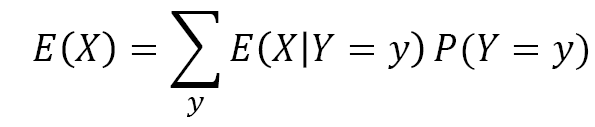 E(X) = ∑_y E(X|Y = y) P(Y = y)